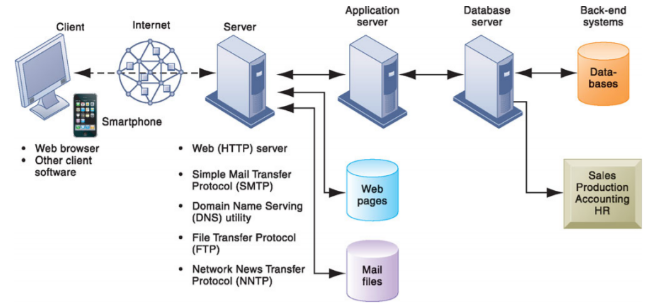 Client
Internet
Server
Application
server
Database
server
Back-end
systems
Data-
bases
Smartphone
• Web browser
• Other client
software
• Web (HTTP) server
• Simple Mail Transfer
Protocol (SMTP)
• Domain Name Serving
(DNS) utility
• File Transfer Protocol
(FTP)
• Network News Transfer
Protocol (NNTP)
Web
pages
Mail
files
Sales
Production
Accounting
HR